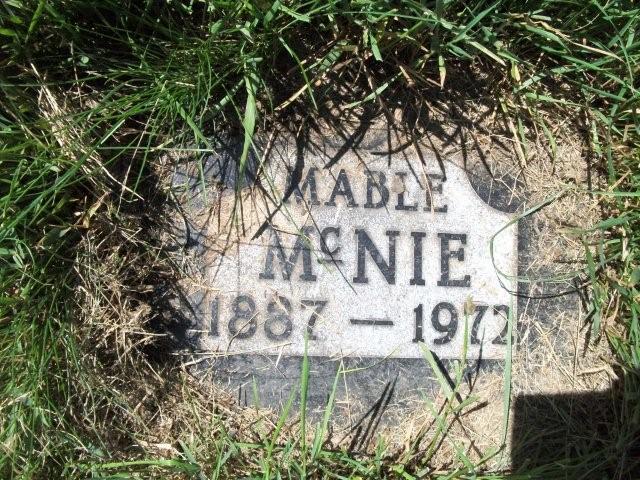 MABLE
McNIE
1887 — 1972